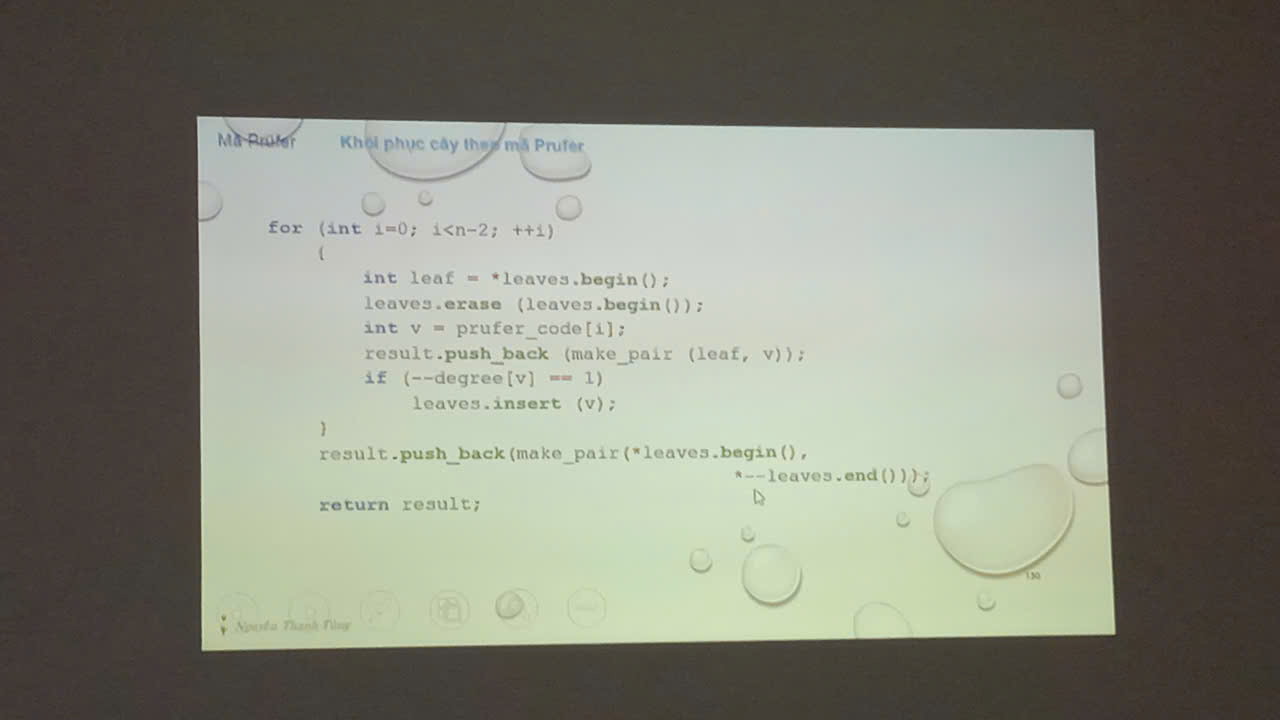 Mã Prufer Khôi phục cây theo mã Prufer
for (int i=0; i<n-2; ++i)
{
int leaf = *leaves.begin();
leaves.erase (leaves.begin());
int v = prufer_code[i];
result.push_back (make_pair (leaf, v));
if (--degree[v] == 1)
leaves.insert (v);
}
result.push_back(make_pair(*leaves.begin(),
*--leaves.end()));
return result;
130
Thanh Tùng